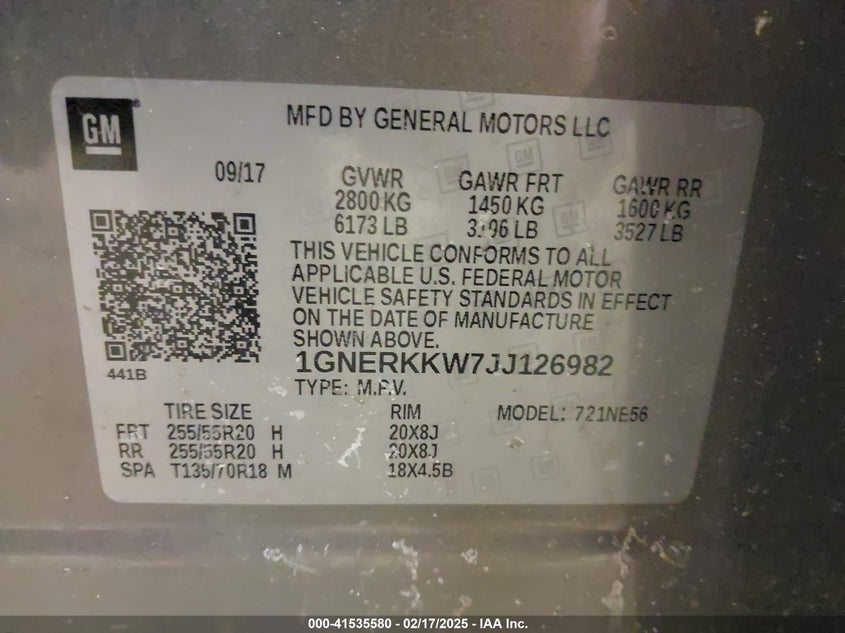 GM
MFD BY GENERAL MOTORS LLC
09/17 GVWR GAWR FRT GAWR RR
2800 KG 1450 KG 1600 KG
6173 LB 3196 LB 3527 LB
THIS VEHICLE CONFORMS TO ALL
APPLICABLE U.S. FEDERAL MOTOR
VEHICLE SAFETY STANDARDS IN EFFECT
ON THE DATE OF MANUFACTURE
SHOWN ABOVE.
441B
1GNERKKW7JJ126982
TYPE: M.P.V.
TIRE SIZE RIM MODEL: 721NE56
FRT 255/55R20 H 20X8J
RR 255/55R20 H 20X8J
SPA T135/70R18 M 18X4.5B
000-41535580 - 02/17/2025 - IAA Inc.